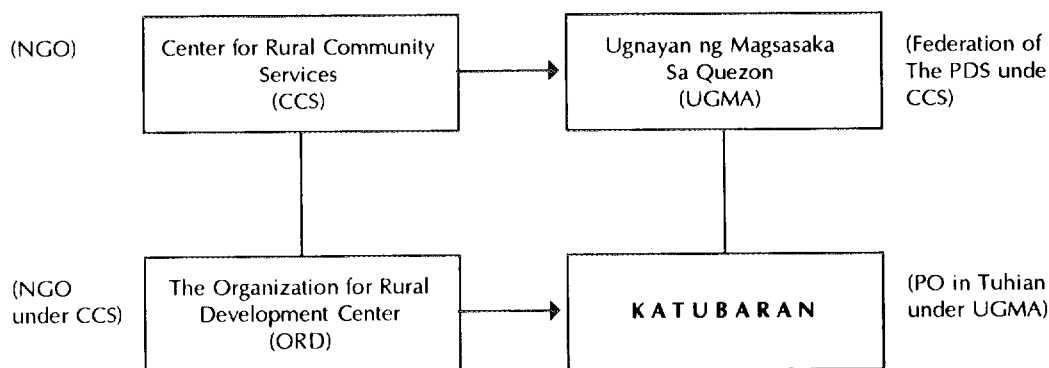 (NGO)
Center for Rural Community
Services
(CCS)
Ugnayan ng Magsasaka
Sa Quezon
(UGMA)
(Federation of
The PDS unde
CCS)
(NGO
under CCS)
The Organization for Rural
Development Center
(ORD)
KATUBARAN
(PO in Tuhian
under UGMA)